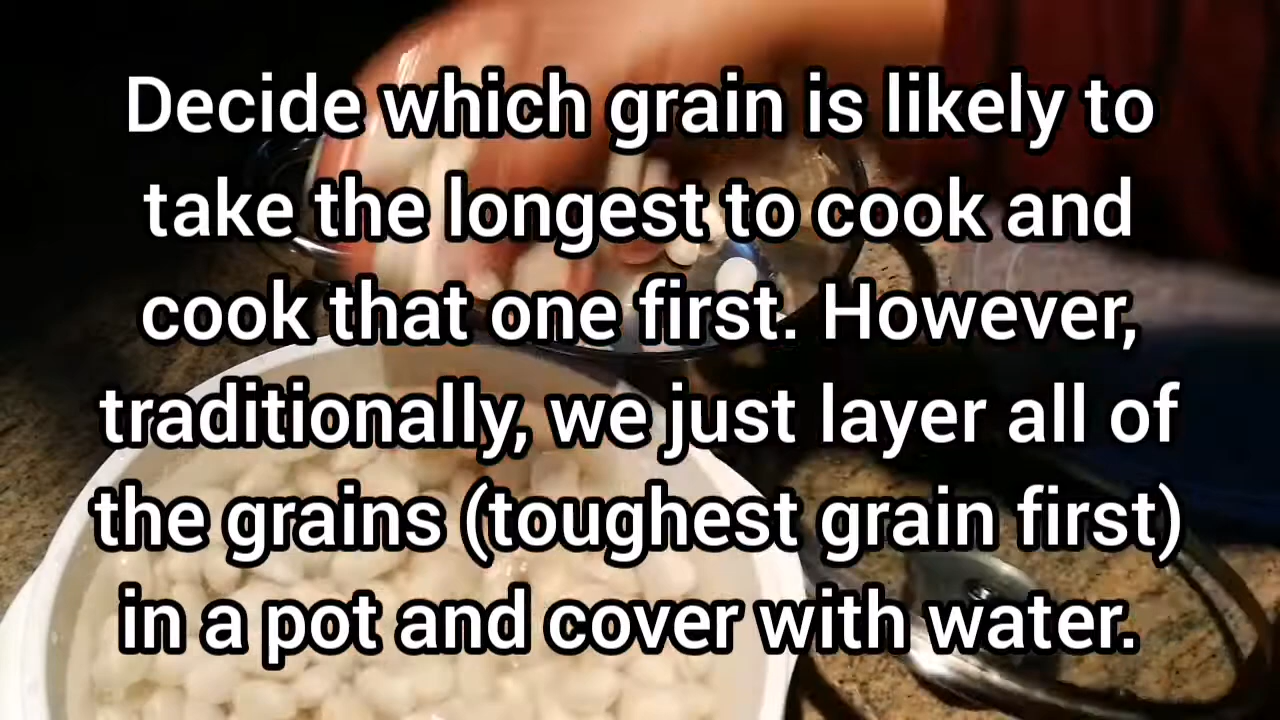 Decide which grain is likely to
take the longest to cook and
cook that one first. However,
traditionally, we just layer all of
the grains (toughest grain first)
in a pot and cover with water.